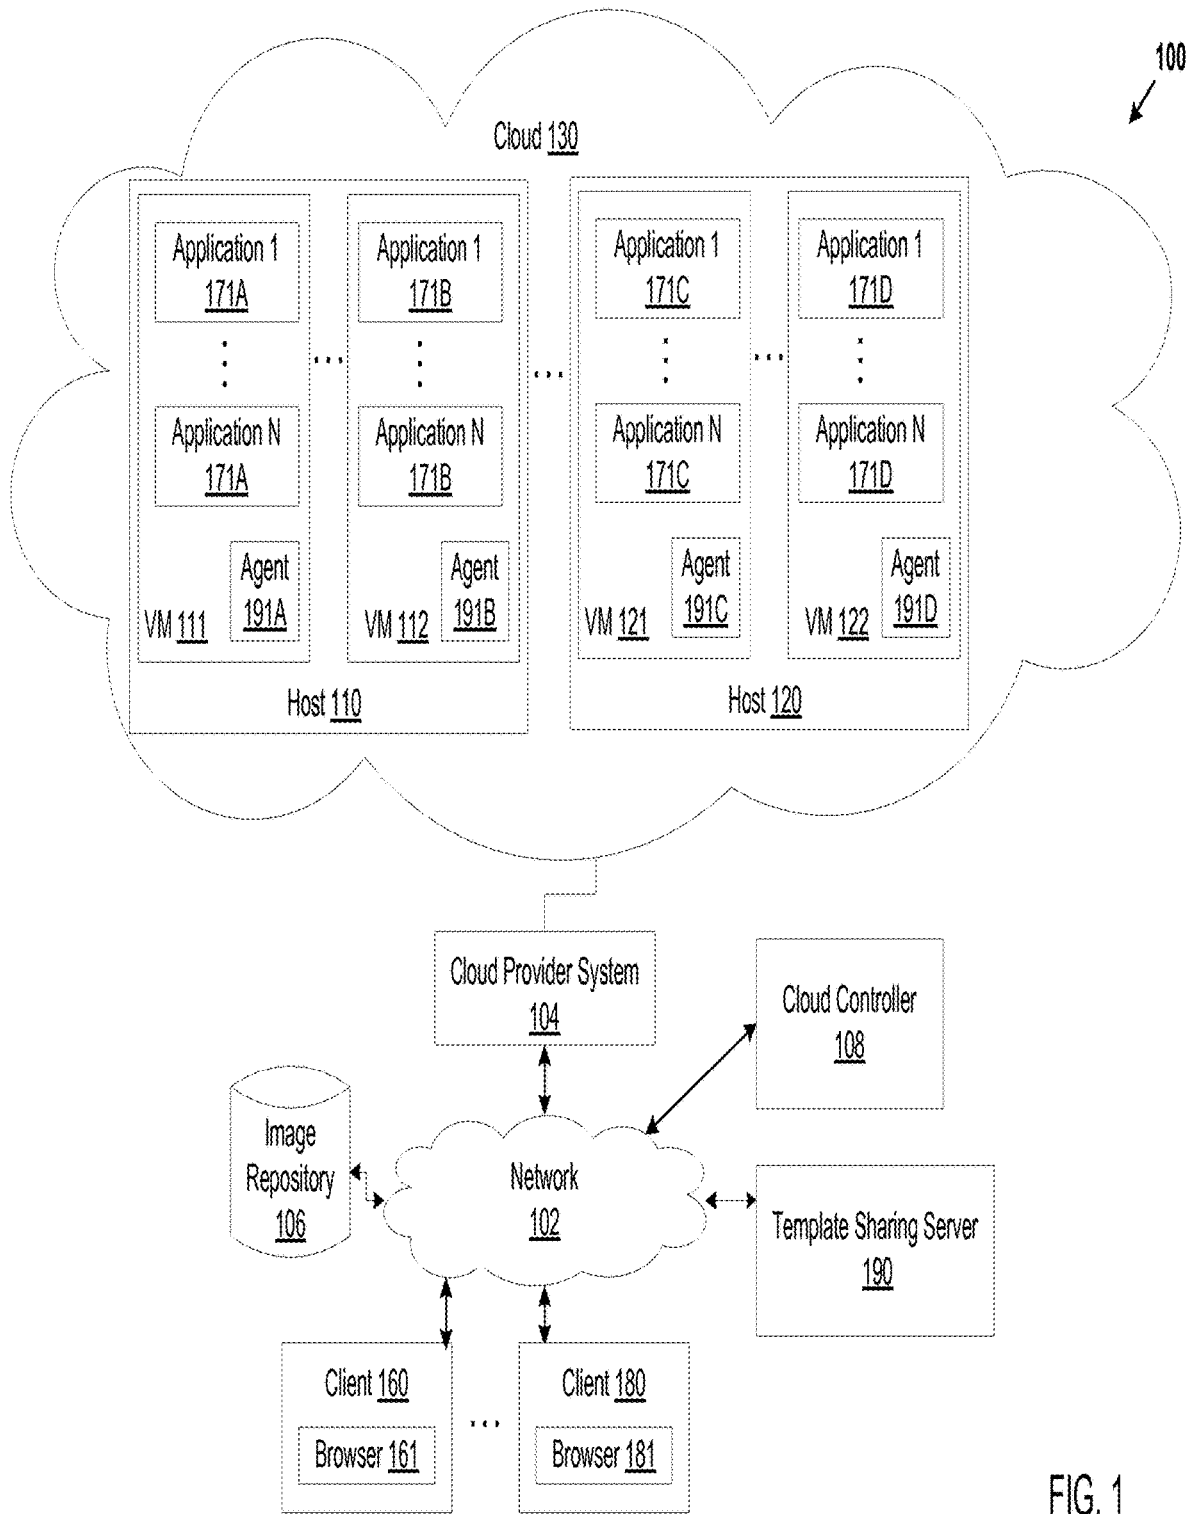 100
Cloud 130
Application 1
171A
Application 1
171B
Application 1
171C
Application 1
171D
Application N
171A
Application N
171B
Application N
171C
Application N
171D
Agent
191A
VM 111
Agent
191B
VM 112
Agent
191C
VM 121
Agent
191D
VM 122
Host 110
Host 120
Cloud Provider System
104
Cloud Controller
108
Image
Repository
106
Network
102
Template Sharing Server
190
Client 160
Browser 161
Client 180
Browser 181
FIG. 1